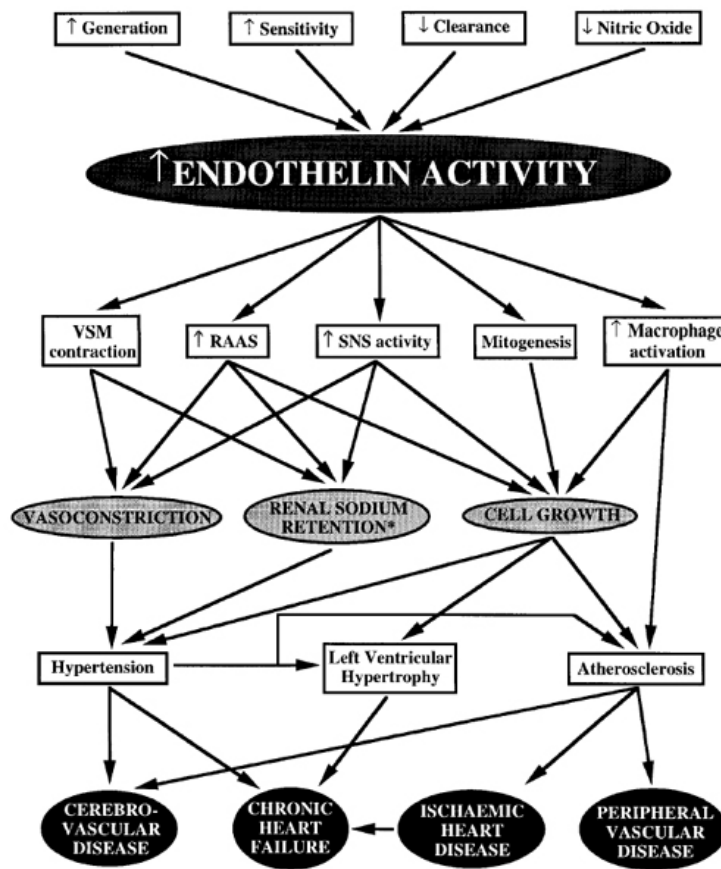 ↑ Generation
↑ Sensitivity
↓ Clearance
↓ Nitric Oxide
↑ENDOTHELIN ACTIVITY
VSM
contraction
↑ RAAS
↑ SNS activity
Mitogenesis
↑ Macrophage
activation
VASOCONSTRICTION
RENAL SODIUM
RETENTION*
CELL GROWTH
Hypertension
Left Ventricular
Hypertrophy
Atherosclerosis
CEREBRO-
VASCULAR
DISEASE
CHRONIC
HEART
FAILURE
ISCHAEMIC
HEART
DISEASE
PERIPHERAL
VASCULAR
DISEASE